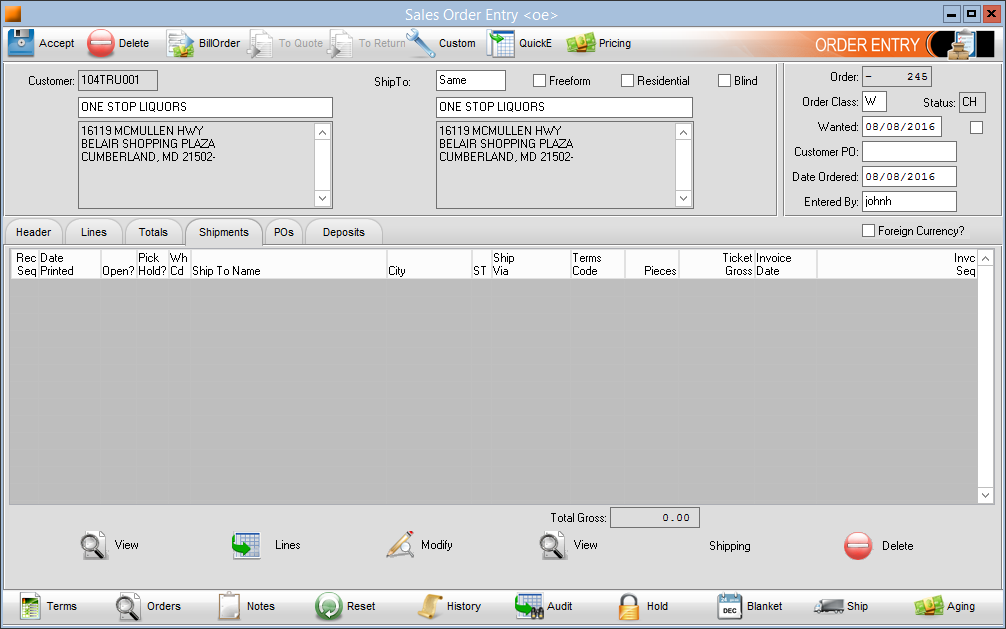 Sales Order Entry <oe>
Accept Delete BillOrder To Quote To Return Custom QuickE Pricing ORDER ENTRY
Customer: 104TRU001 ShipTo: Same Freeform Residential Blind
ONE STOP LIQUORS
16119 MCMULLEN HWY
BELAIR SHOPPING PLAZA
CUMBERLAND, MD 21502-
ONE STOP LIQUORS
16119 MCMULLEN HWY
BELAIR SHOPPING PLAZA
CUMBERLAND, MD 21502-
Order: - 245
Order Class: W Status: CH
Wanted: 08/08/2016
Customer PO:
Date Ordered: 08/08/2016
Entered By: johnh
Header Lines Totals Shipments POs Deposits Foreign Currency?
Rec Date Pick Wh Ship Terms Ticket Invoice Invc
Seq Printed Open? Hold? Cd Ship To Name City ST Via Code Pieces Gross Date Seq
Total Gross: 0.00
View Lines Modify View Shipping Delete
Terms Orders Notes Reset History Audit Hold DEC Blanket Ship Aging